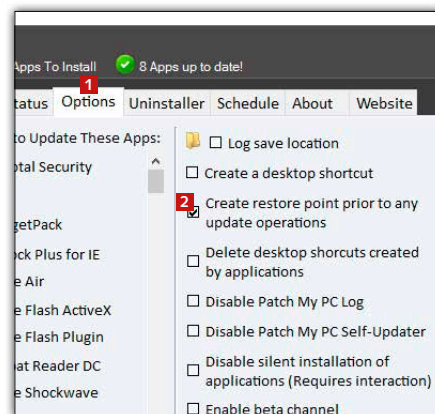 Apps To Install 8 Apps up to date!
1
Status Options Uninstaller Schedule About Website
to Update These Apps:
Log save location
otal Security
Create a desktop shortcut
2
Create restore point prior to any
update operations
getPack
ock Plus for IE
Delete desktop shorcuts created
by applications
e Air
e Flash ActiveX
Disable Patch My PC Log
e Flash Plugin
Disable Patch My PC Self-Updater
bat Reader DC
Disable silent installation of
applications (Requires interaction)
e Shockwave
Enable beta channel